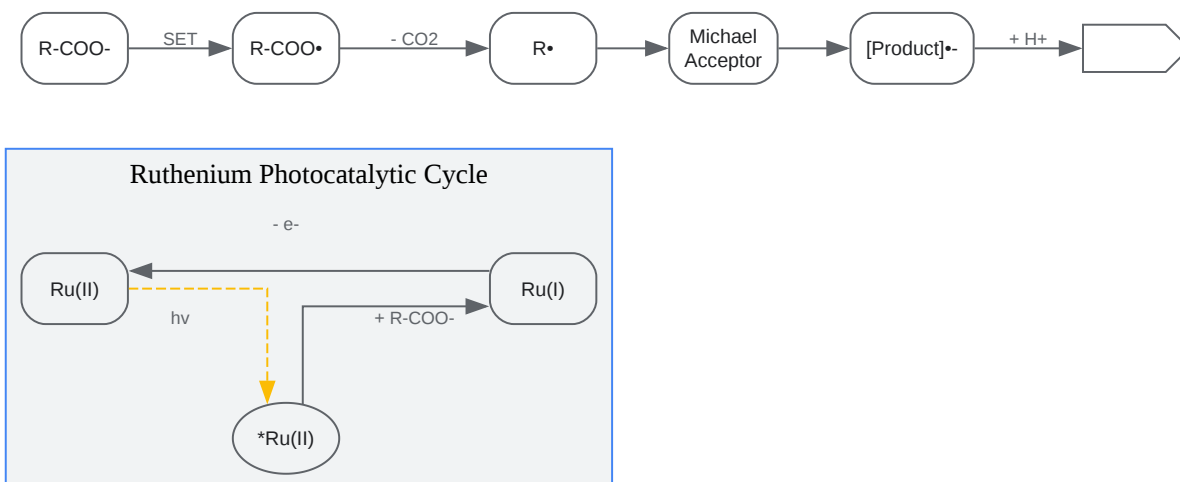 R-COO-
SET
R-COO•
- CO2
R•
Michael
Acceptor
[Product]•-
+ H+
Ruthenium Photocatalytic Cycle
- e-
Ru(II)
Ru(I)
hv
+ R-COO-
*Ru(II)